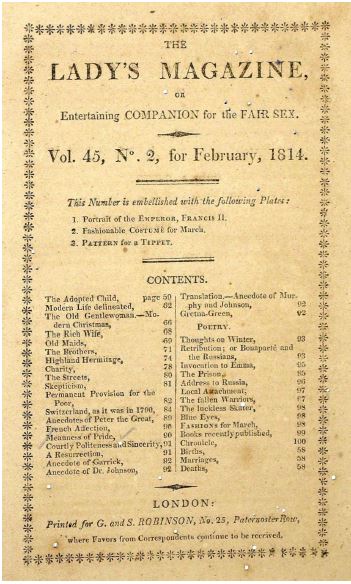 THE
LADY'S MAGAZINE,
OR
Entertaining COMPANION for the FAIR SEX.
Vol. 45, No. 2, for February, 1814.
This Number is embellished with the following Plates:
1. Portrait of the EMPEROR, FRANCIS II.
2. Fashionable COSTUME for March.
3. PATTERN for a TIPPET.
CONTENTS.
The Adopted Child, page 59
Modern Life delineated, 62
The Old Gentlewoman.—Mo-
dern Christmas, 66
The Rich Wife, 68
Old Maids, 69
The Brothers, 71
Highland Hermitage, 74
Charity, 78
The Streets, 80
Skepticism, 81
Permanent Provision for the
Poor, 82
Switzerland, as it was in 1790, 84
Anecdotes of Peter the Great, 89
French Affection, 90
Meanness of Pride, 90
Courtly Politeness and Sincerity, 91
A Resurrection, 91
Anecdote of Garrick, 92
Anecdote of Dr. Johnson, 92
Translation.—Anecdote of Mur-
phy and Johnson, 92
Gretna-Green, 92
POETRY.
Thoughts on Winter, 93
Retribution; or Bonaparté and
the Russians, 93
Invocation to Emma, 95
The Prison, 95
Address to Russia, 96
Local Attachment, 97
The fallen Warriors, 97
The luckless Skater, 98
Blue Eyes, 98
FASHIONS for March, 98
Books recently published, 99
Chronicle, 100
Births, 58
Marriages, 58
Deaths, 58
LONDON:
Printed for G. and S. ROBINSON, No. 25, Paternoster Row,
where Favors from Correspondents continue to be received.